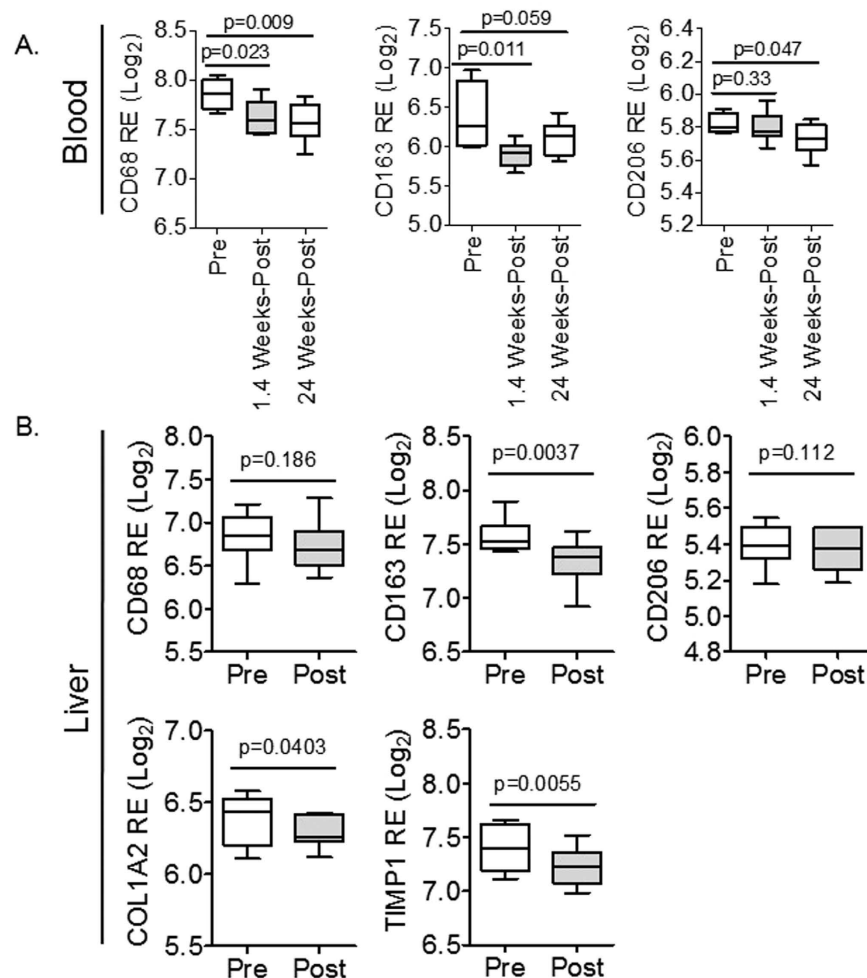 A.
Blood
CD68 RE (Log2)
8.5
8.0
7.5
7.0
6.5
p=0.009
p=0.023
Pre
1.4 Weeks-Post
24 Weeks-Post
CD163 RE (Log2)
7.5
7.0
6.5
6.0
5.5
5.0
p=0.059
p=0.011
Pre
1.4 Weeks-Post
24 Weeks-Post
CD206 RE (Log2)
6.4
6.2
6.0
5.8
5.6
5.4
5.2
p=0.047
p=0.33
Pre
1.4 Weeks-Post
24 Weeks-Post
B.
Liver
CD68 RE (Log2)
8.0
7.5
7.0
6.5
6.0
5.5
p=0.186
Pre Post
CD163 RE (Log2)
8.5
8.0
7.5
7.0
6.5
p=0.0037
Pre Post
CD206 RE (Log2)
6.0
5.8
5.6
5.4
5.2
5.0
4.8
p=0.112
Pre Post
COL1A2 RE (Log2)
7.0
6.5
6.0
5.5
p=0.0403
Pre Post
TIMP1 RE (Log2)
8.5
8.0
7.5
7.0
6.5
p=0.0055
Pre Post